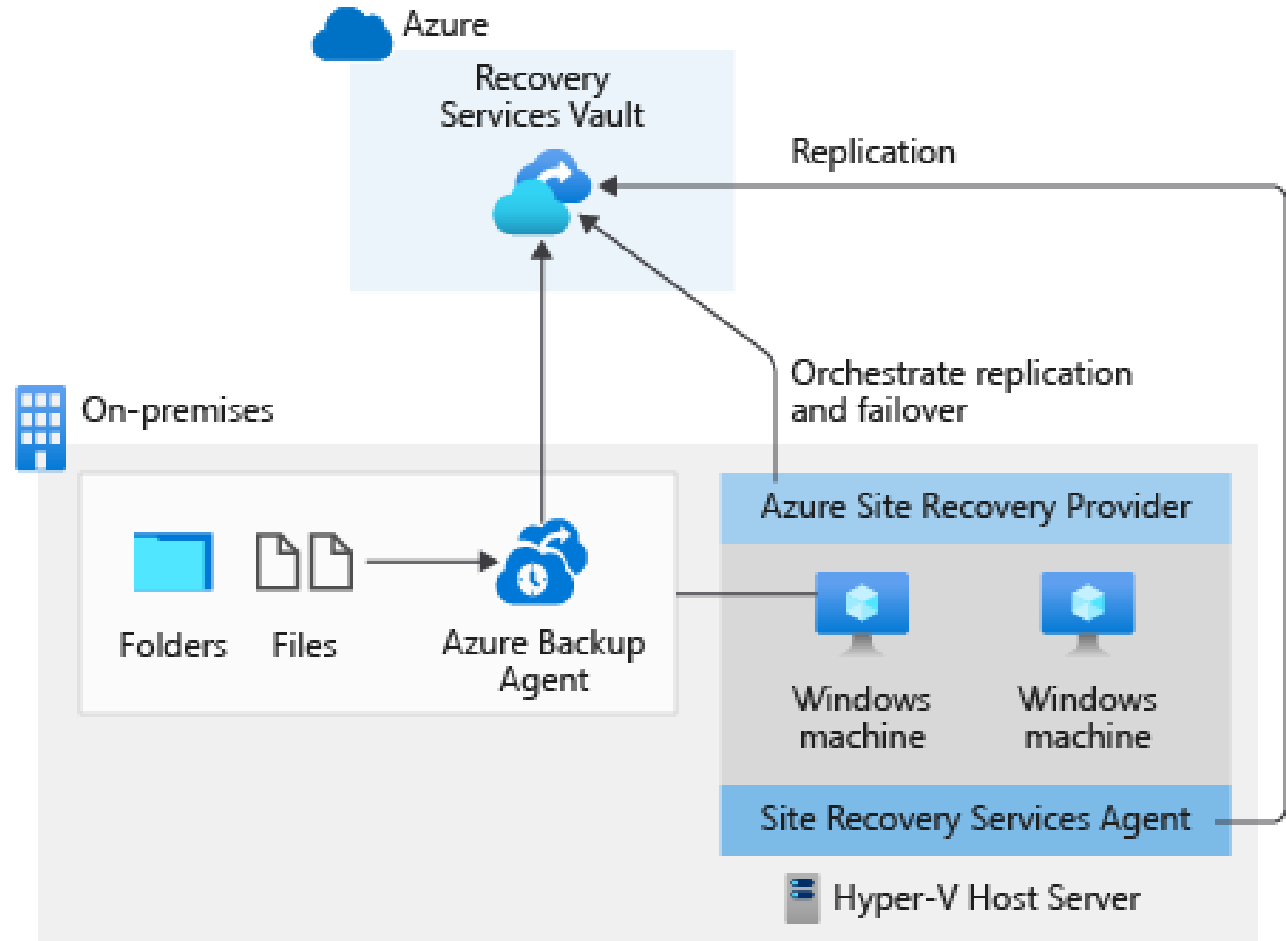 Azure
Recovery
Services Vault
Replication
Orchestrate replication
and failover
On-premises
Azure Site Recovery Provider
Folders
Files
Azure Backup
Agent
Windows
machine
Windows
machine
Site Recovery Services Agent
Hyper-V Host Server